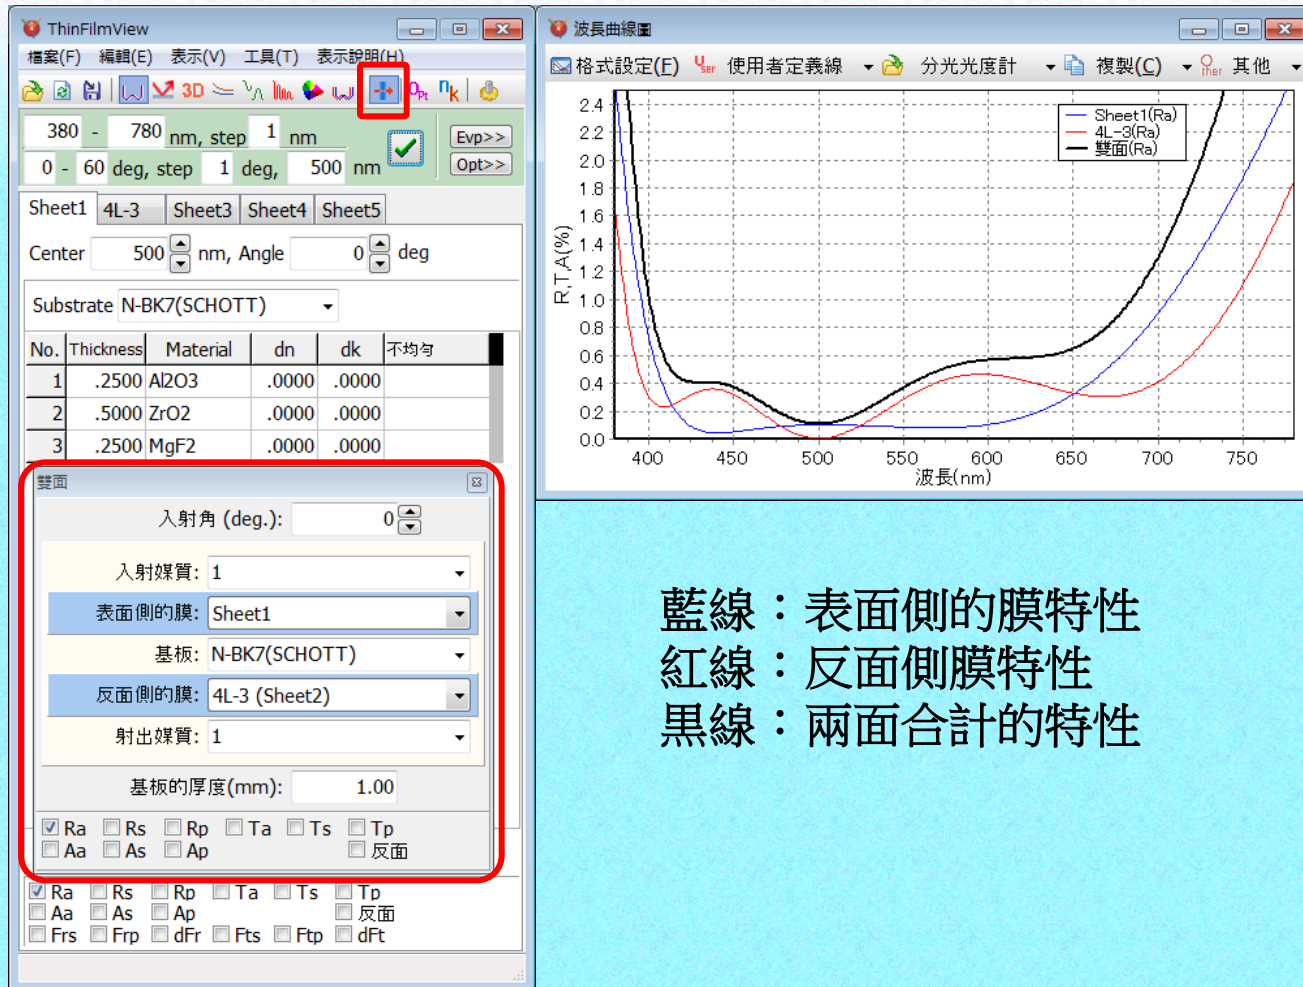 ThinFilmView
檔案(F) 編輯(E) 表示(V) 工具(T) 表示說明(H)
3D Opt nk
380 - 780 nm, step 1 nm
Evp>>
0 - 60 deg, step 1 deg, 500 nm
Opt>>
Sheet1 4L-3 Sheet3 Sheet4 Sheet5
Center 500 nm, Angle 0 deg
Substrate N-BK7(SCHOTT)
No. Thickness Material dn dk 不均勻
1 .2500 Al2O3 .0000 .0000
2 .5000 ZrO2 .0000 .0000
3 .2500 MgF2 .0000 .0000
雙面
入射角 (deg.): 0
入射媒質: 1
表面側的膜: Sheet1
基板: N-BK7(SCHOTT)
反面側的膜: 4L-3 (Sheet2)
射出媒質: 1
基板的厚度(mm): 1.00
Ra Rs Rp Ta Ts Tp
Aa As Ap 反面
Ra Rs Rp Ta Ts Tp
Aa As Ap 反面
Frs Frp dFr Fts Ftp dFt
波長曲線圖
格式設定(F) User 使用者定義線 分光光度計 複製(C) Other 其他
Sheet1(Ra)
4L-3(Ra)
雙面(Ra)
R,T,A(%)
2.4
2.2
2.0
1.8
1.6
1.4
1.2
1.0
0.8
0.6
0.4
0.2
0.0
400 450 500 550 600 650 700 750
波長(nm)
藍線：表面側的膜特性
紅線：反面側膜特性
黒線：兩面合計的特性